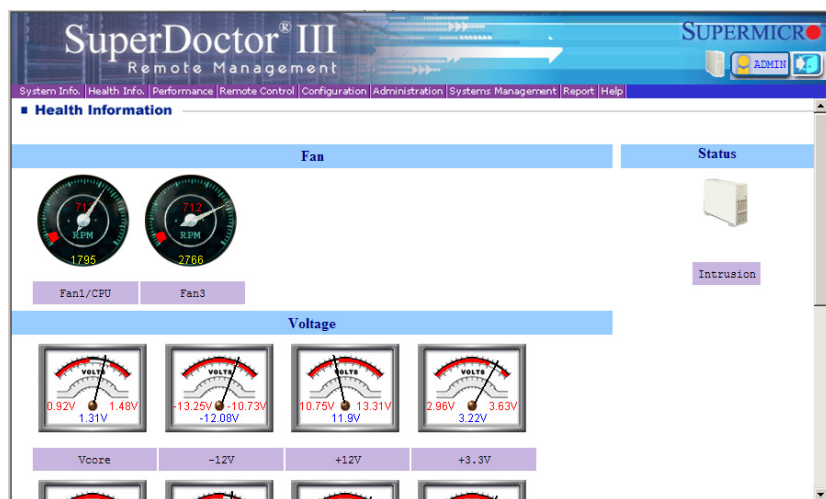 SuperDoctor® III
Remote Management
SUPERMICR
ADMIN
System Info. Health Info. Performance Remote Control Configuration Administration Systems Management Report Help
Health Information
Fan
Status
712
RPM
2766
RPM
1795
Fan1/CPU
Fan3
Intrusion
Voltage
VOLTS
0.92V 1.48V
1.31V
VOLTS
-13.25V -10.73V
-12.08V
VOLTS
10.75V 13.31V
11.9V
VOLTS
2.96V 3.63V
3.22V
Vcore
-12V
+12V
+3.3V